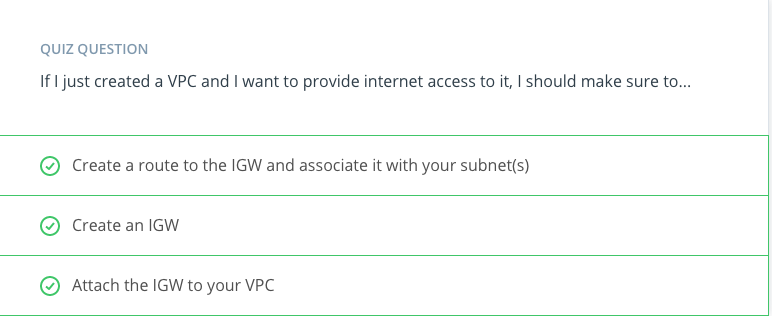 QUIZ QUESTION
If I just created a VPC and I want to provide internet access to it, I should make sure to...
Create a route to the IGW and associate it with your subnet(s)
Create an IGW
Attach the IGW to your VPC